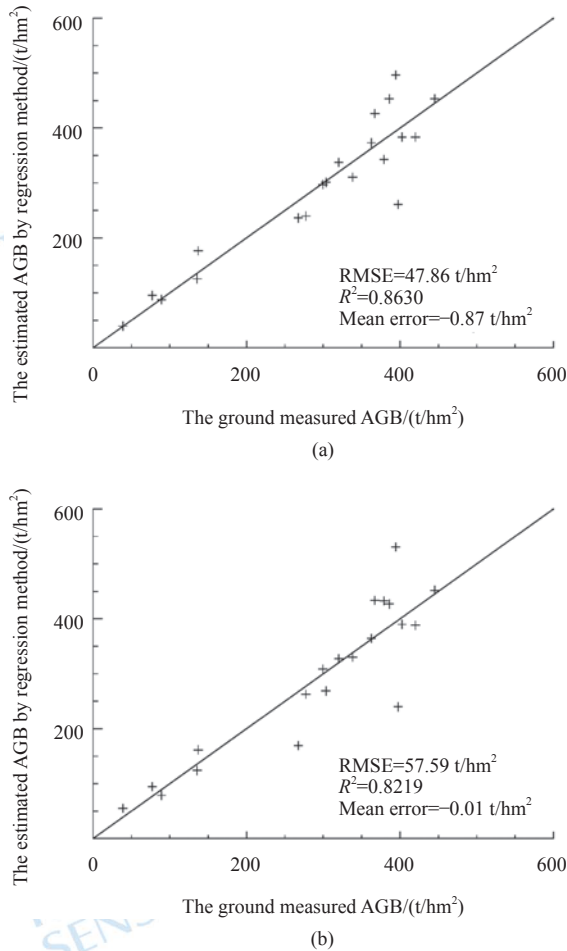 The estimated AGB by regression method/(t/hm²)
600
400
200
0
200
400
600
RMSE=47.86 t/hm²
R²=0.8630
Mean error=−0.87 t/hm²
The ground measured AGB/(t/hm²)
(a)
The estimated AGB by regression method/(t/hm²)
600
400
200
0
200
400
600
RMSE=57.59 t/hm²
R²=0.8219
Mean error=−0.01 t/hm²
The ground measured AGB/(t/hm²)
(b)
SENS